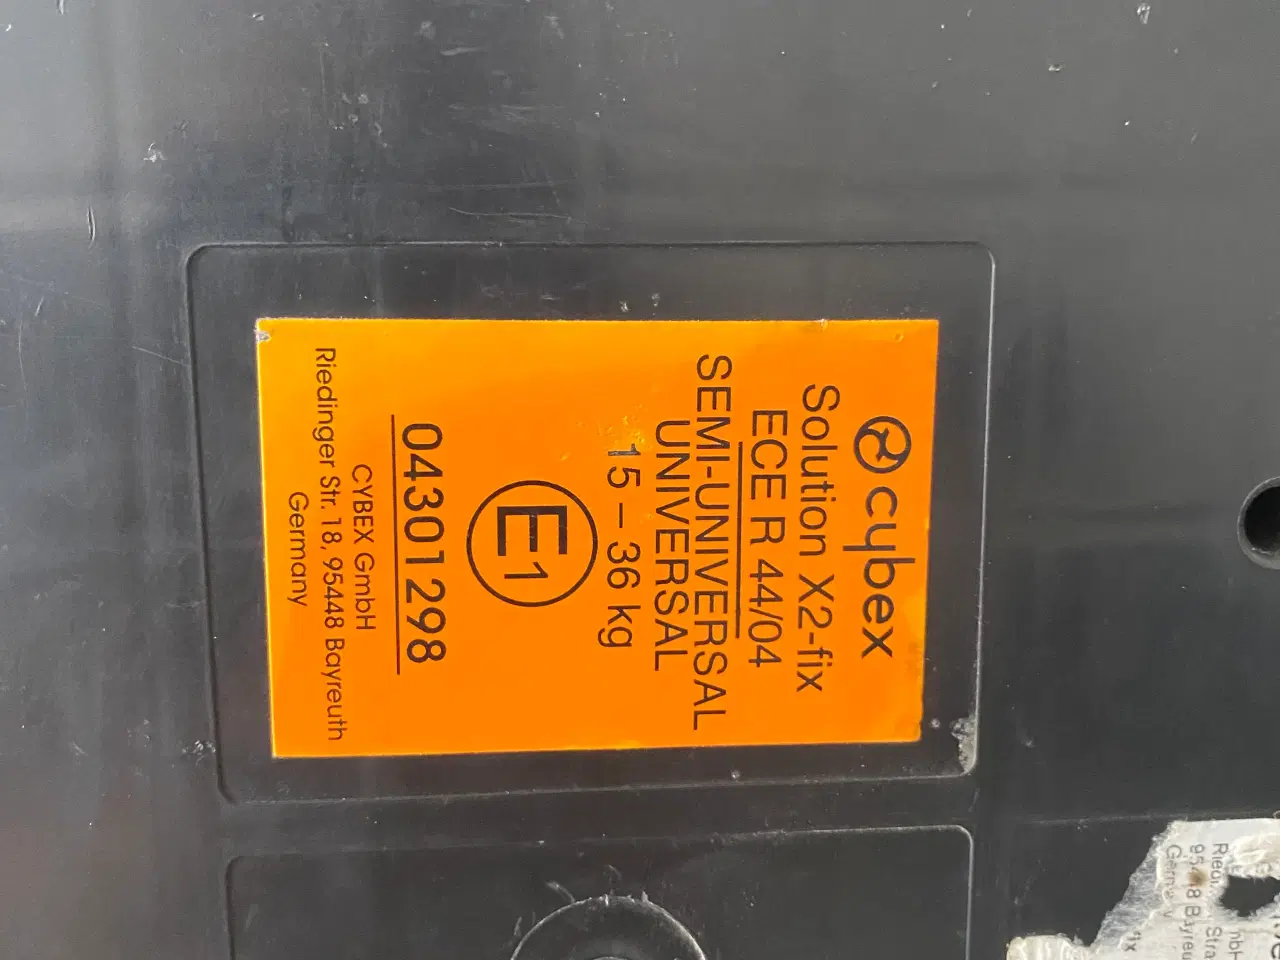 cybex
Solution X2-fix
ECE R 44/04
SEMI-UNIVERSAL
UNIVERSAL
15 – 36 kg
E1
04301298
CYBEX GmbH
Riedinger Str. 18, 95448 Bayreuth
Germany